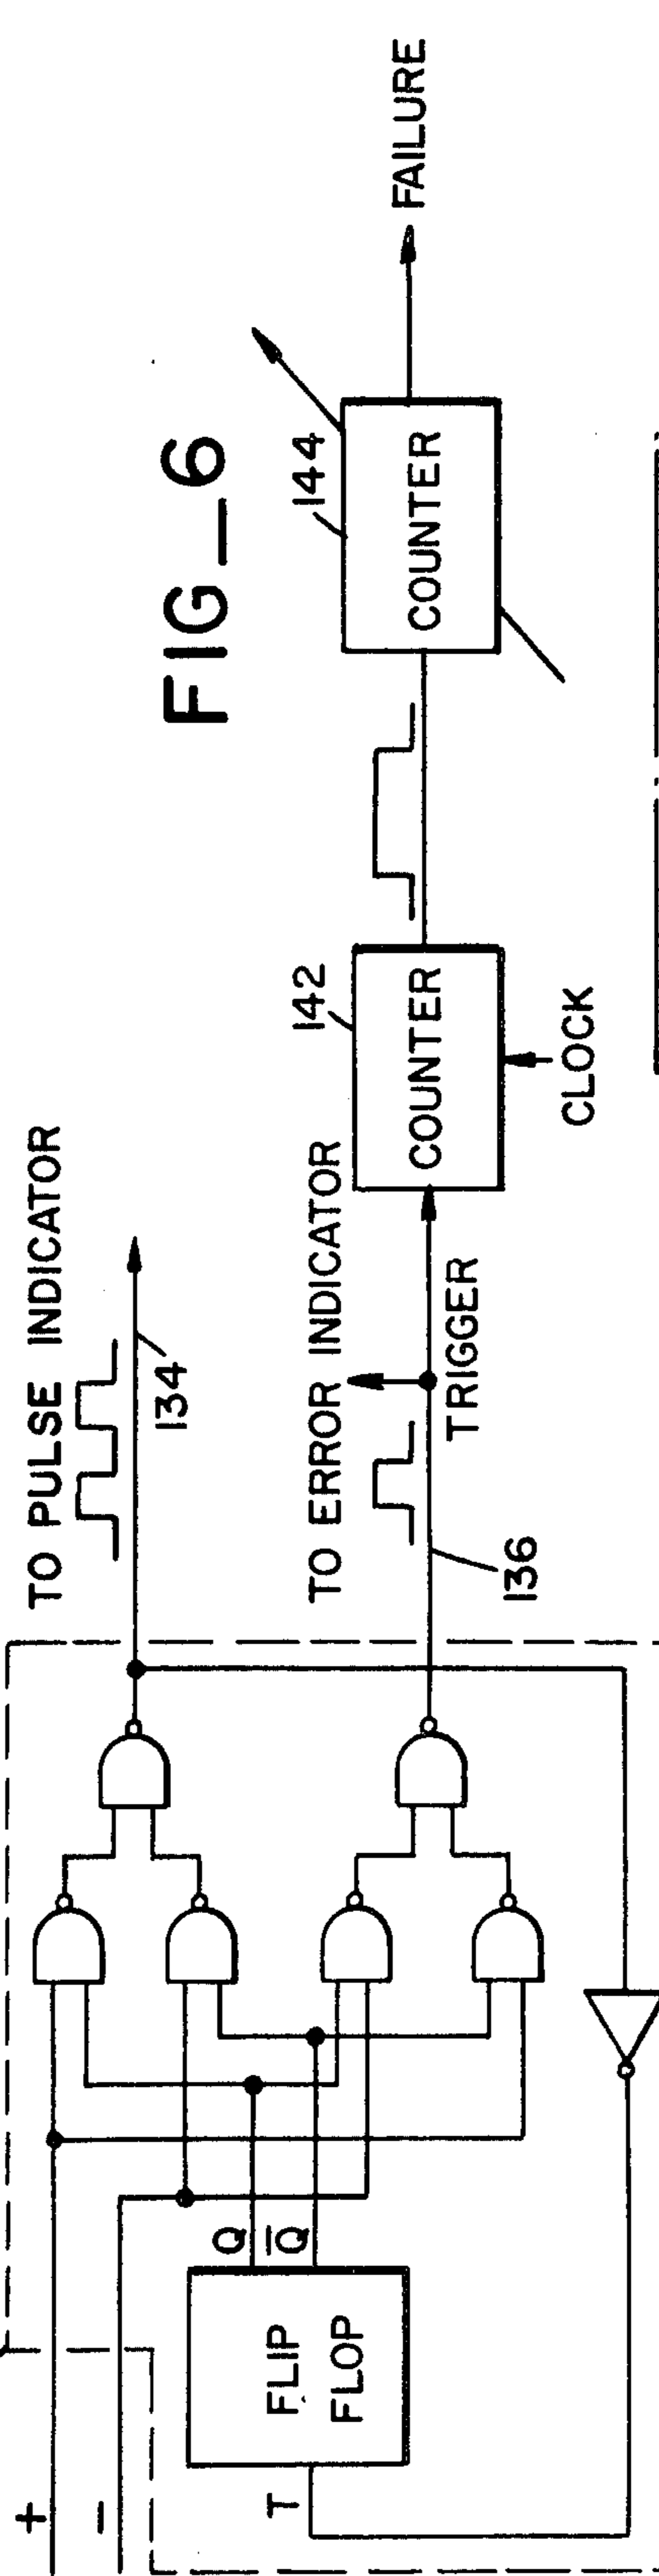 FIG_6
TO PULSE INDICATOR
134
TO ERROR INDICATOR
136
TRIGGER
142
COUNTER
CLOCK
144
COUNTER
FAILURE
+
−
Q
Q̅
T
FLIP
FLOP